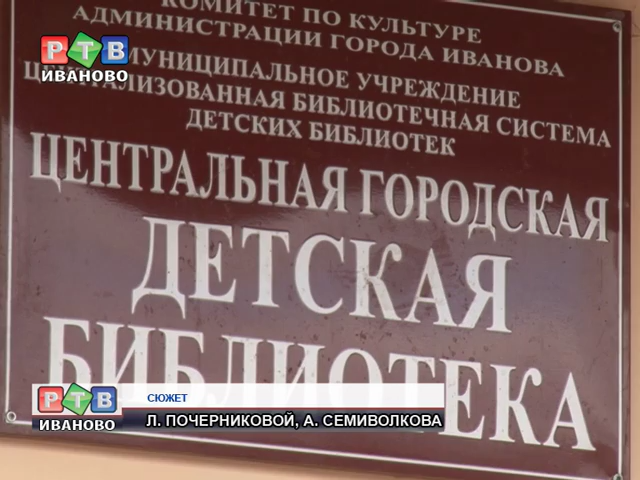 КОМИТЕТ ПО КУЛЬТУРЕ
АДМИНИСТРАЦИИ ГОРОДА ИВАНОВА
РТВ
ИВАНОВО
МУНИЦИПАЛЬНОЕ УЧРЕЖДЕНИЕ
ЦЕНТРАЛИЗОВАННАЯ БИБЛИОТЕЧНАЯ СИСТЕМА
ДЕТСКИХ БИБЛИОТЕК
ЦЕНТРАЛЬНАЯ ГОРОДСКАЯ
ДЕТСКАЯ
БИБЛИОТЕКА
РТВ
ИВАНОВО
СЮЖЕТ
Л. ПОЧЕРНИКОВОЙ, А. СЕМИВОЛКОВА